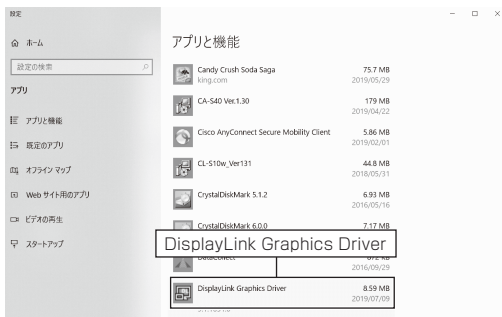 設定
ホーム
設定の検索
アプリ
アプリと機能
既定のアプリ
オフライン マップ
Web サイト用のアプリ
ビデオの再生
スタートアップ
アプリと機能
Candy Crush Soda Saga 75.7 MB
king.com 2019/05/29
CA-S40 Ver.1.30 179 MB
2019/04/22
Cisco AnyConnect Secure Mobility Client 5.86 MB
2019/02/01
CL-S10w_Ver131 44.8 MB
2018/05/31
CrystalDiskMark 5.1.2 6.93 MB
2016/05/16
CrystalDiskMark 6.0.0 7.17 MB
DisplayLink Graphics Driver
DataCollect 872 KB
2016/09/29
DisplayLink Graphics Driver 8.59 MB
2019/07/09